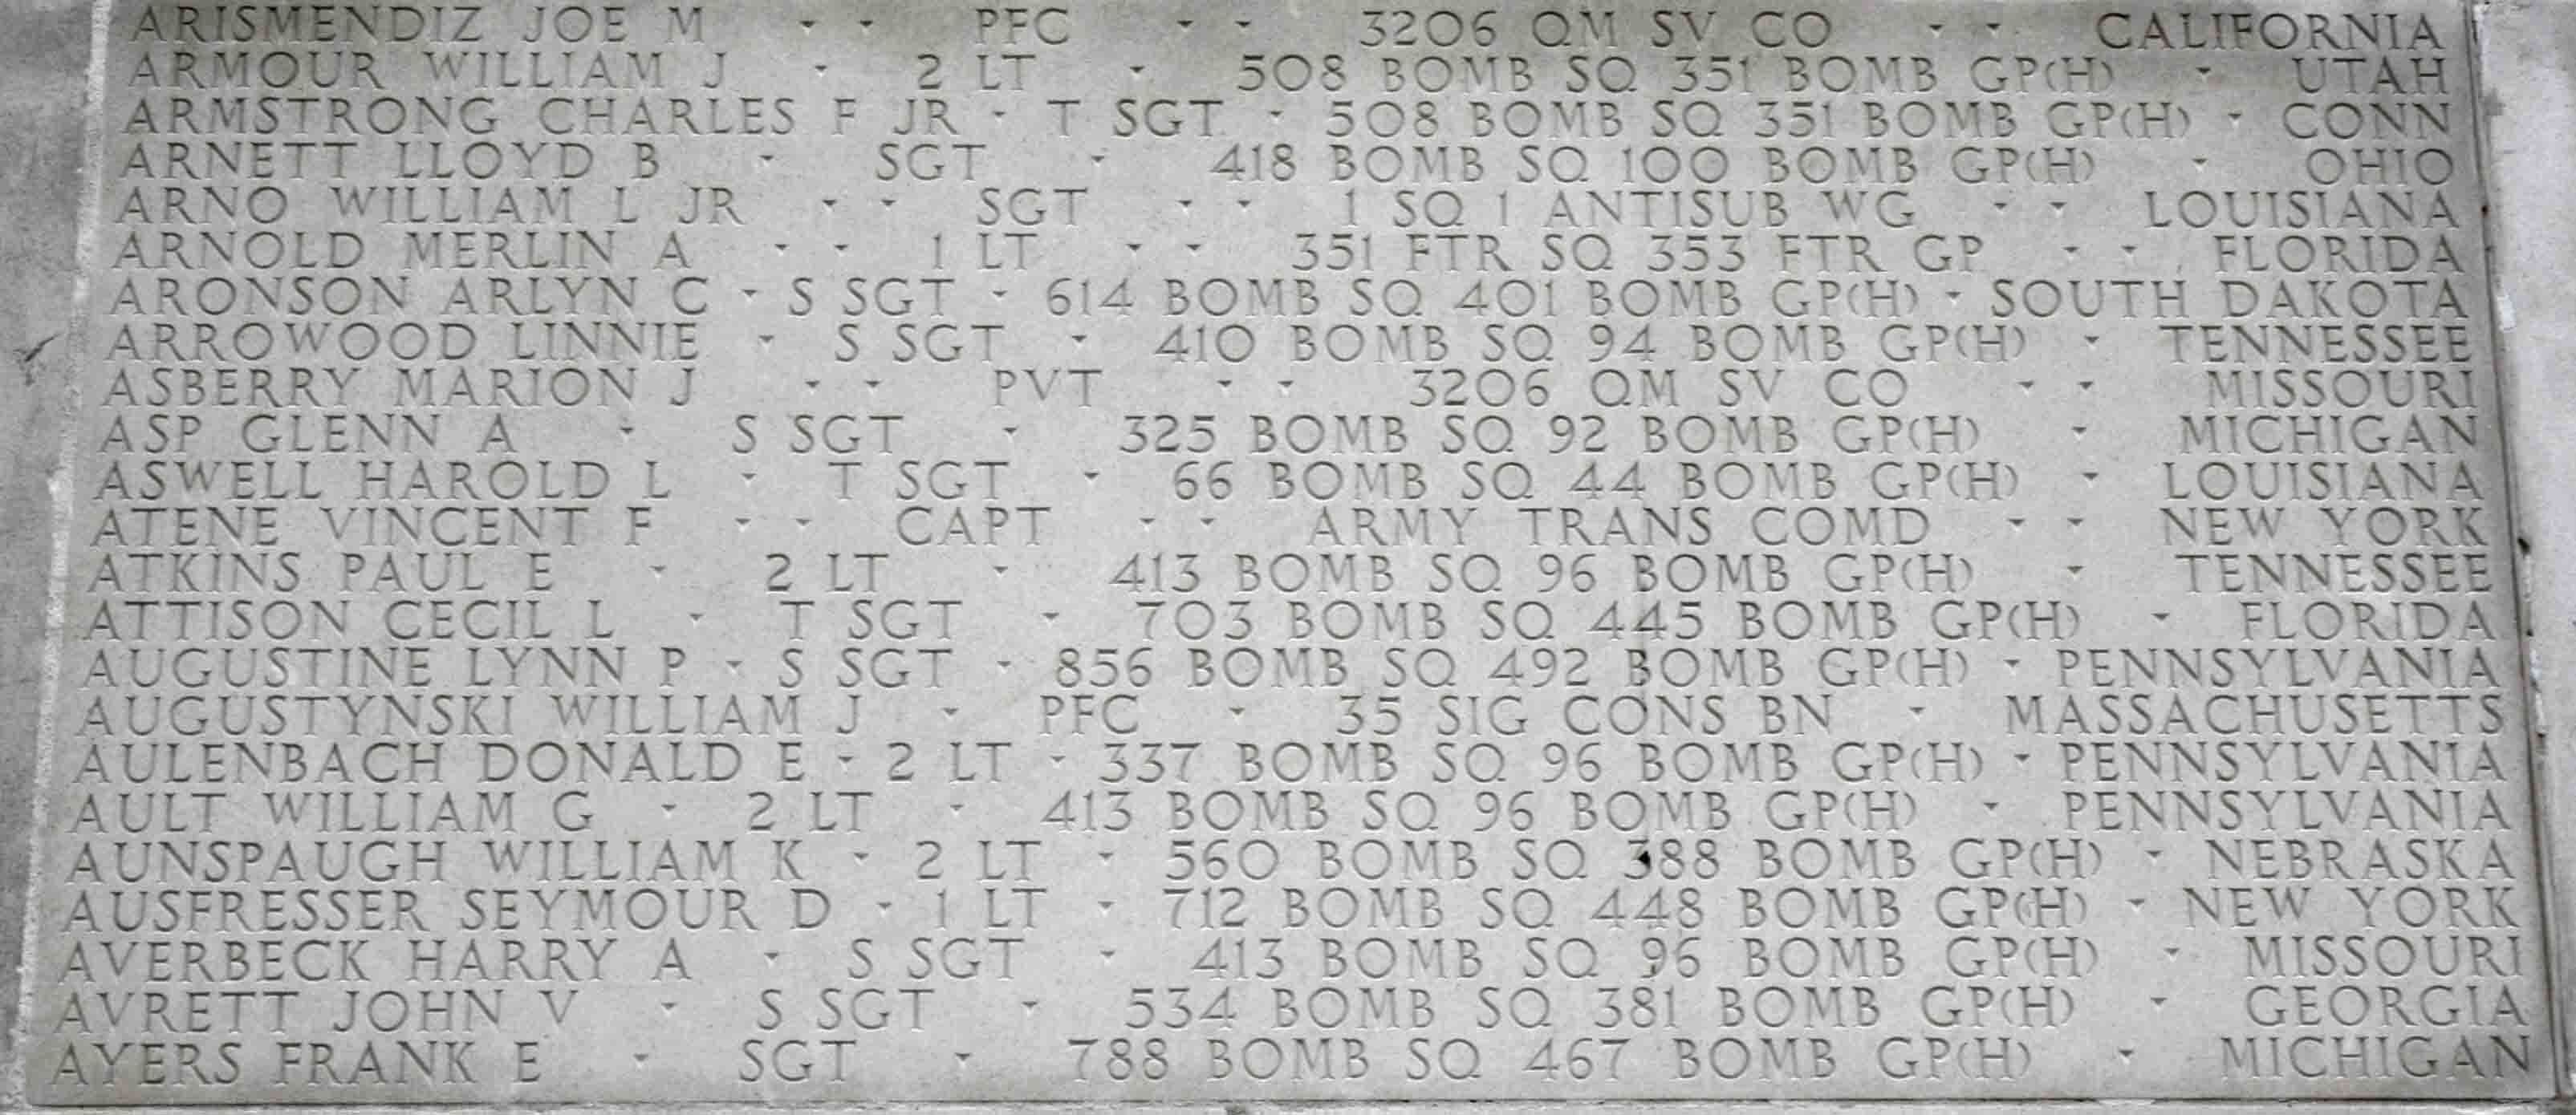 ARISMENDIZ JOE M - - PFC - - 3206 QM SV CO - - CALIFORNIA
ARMOUR WILLIAM J - 2 LT - 508 BOMB SQ 351 BOMB GP(H) - UTAH
ARMSTRONG CHARLES F JR - T SGT - 508 BOMB SQ 351 BOMB GP(H) - CONN
ARNETT LLOYD B - SGT - 418 BOMB SQ 100 BOMB GP(H) - OHIO
ARNO WILLIAM L JR - - SGT - - 1 SQ 1 ANTISUB WG - - LOUISIANA
ARNOLD MERLIN A - - 1 LT - - 351 FTR SQ 353 FTR GP - - FLORIDA
ARONSON ARLYN C - S SGT - 614 BOMB SQ 401 BOMB GP(H) - SOUTH DAKOTA
ARROWOOD LINNIE - S SGT - 410 BOMB SQ 94 BOMB GP(H) - TENNESSEE
ASBERRY MARION J - - PVT - - 3206 QM SV CO - - MISSOURI
ASP GLENN A - S SGT - 325 BOMB SQ 92 BOMB GP(H) - MICHIGAN
ASWELL HAROLD L - T SGT - 66 BOMB SQ 44 BOMB GP(H) - LOUISIANA
ATENE VINCENT F - - CAPT - - ARMY TRANS COMD - - NEW YORK
ATKINS PAUL E - 2 LT - 413 BOMB SQ 96 BOMB GP(H) - TENNESSEE
ATTISON CECIL L - T SGT - 703 BOMB SQ 445 BOMB GP(H) - FLORIDA
AUGUSTINE LYNN P - S SGT - 856 BOMB SQ 492 BOMB GP(H) - PENNSYLVANIA
AUGUSTYNSKI WILLIAM J - PFC - 35 SIG CONS BN - MASSACHUSETTS
AULENBACH DONALD E - 2 LT - 337 BOMB SQ 96 BOMB GP(H) - PENNSYLVANIA
AULT WILLIAM G - 2 LT - 413 BOMB SQ 96 BOMB GP(H) - PENNSYLVANIA
AUNSPAUGH WILLIAM K - 2 LT - 560 BOMB SQ 388 BOMB GP(H) - NEBRASKA
AUSFRESSER SEYMOUR D - 1 LT - 712 BOMB SQ 448 BOMB GP(H) - NEW YORK
AVERBECK HARRY A - S SGT - 413 BOMB SQ 96 BOMB GP(H) - MISSOURI
AVRETT JOHN V - S SGT - 534 BOMB SQ 381 BOMB GP(H) - GEORGIA
AYERS FRANK E - SGT - 788 BOMB SQ 467 BOMB GP(H) - MICHIGAN